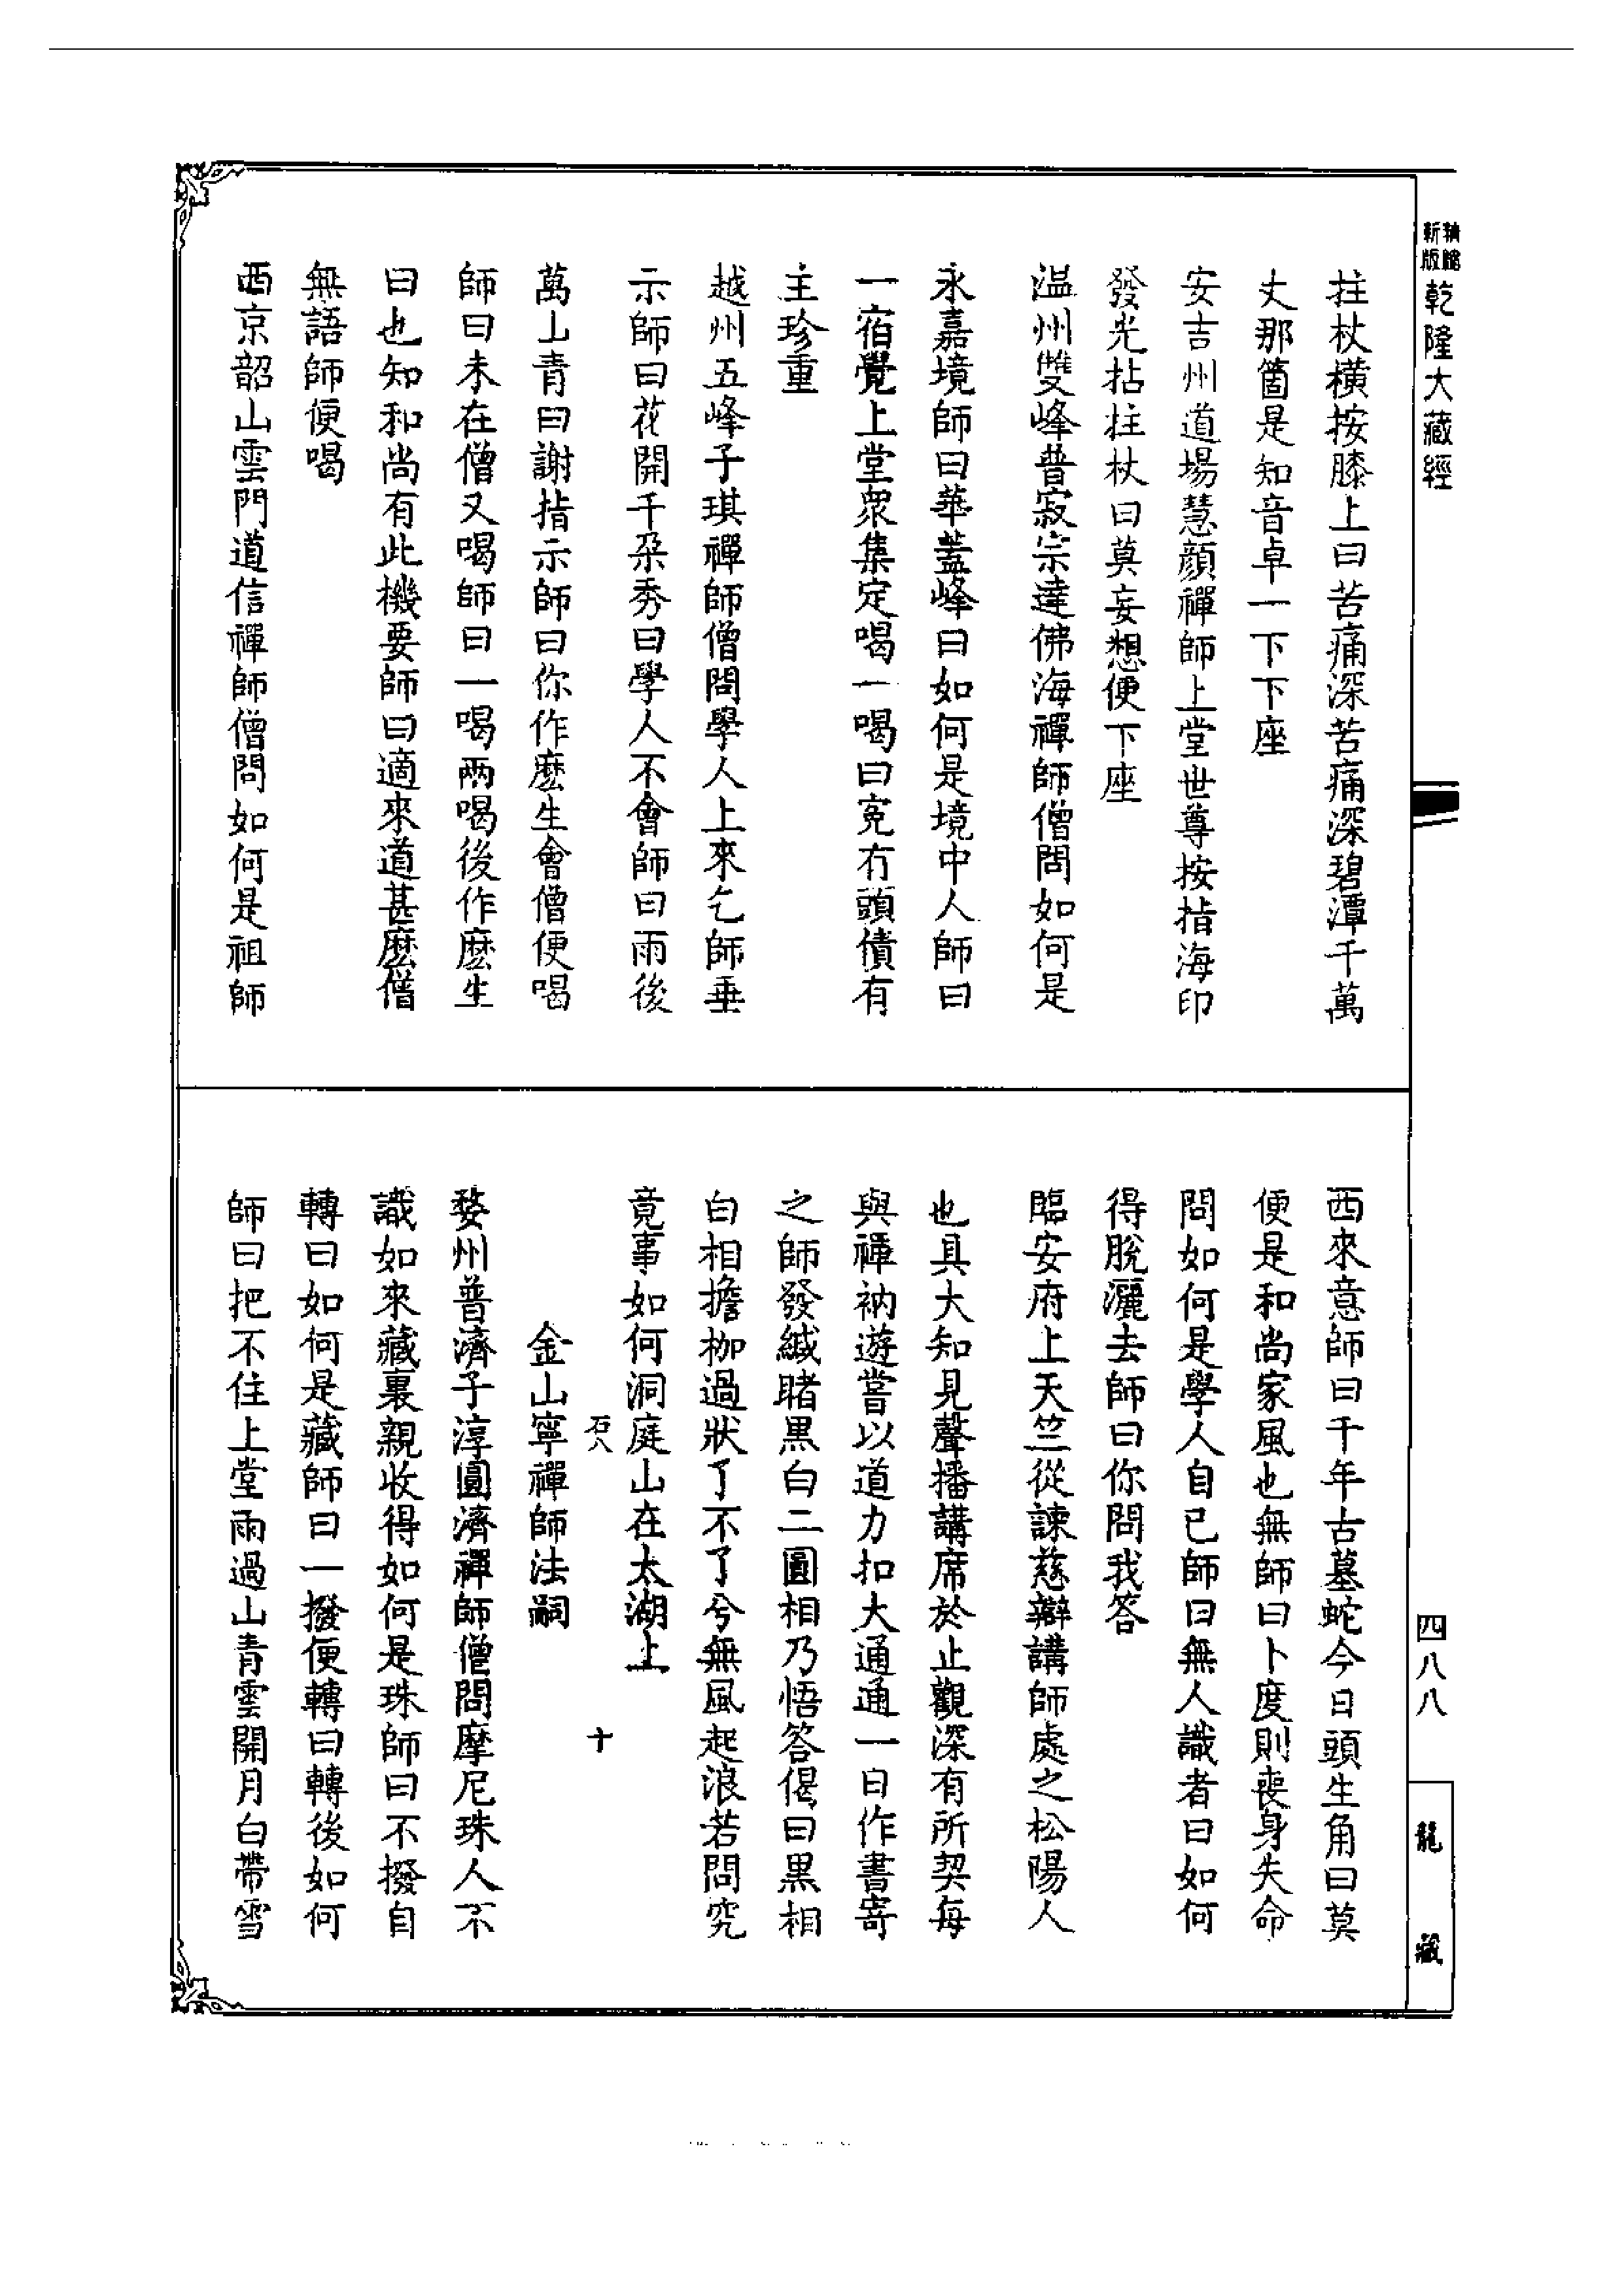 精縮
新版
乾隆大藏經
四八八
龍藏
拄杖橫按膝上曰苦痛深苦痛深碧潭千萬
丈那箇是知音卓一下下座
安吉州道場慧顏禪師上堂世尊按指海印
發光拈拄杖曰莫妄想便下座
温州雙峰普寂宗達佛海禪師僧問如何是
永嘉境師曰華蓋峰曰如何是境中人師曰
一宿覺上堂衆集定喝一喝曰寃有頭債有
主珍重
越州五峰子琪禪師僧問學人上來乞師垂
示師曰花開千朶秀曰學人不會師曰雨後
萬山青曰謝指示師曰你作麽生會僧便喝
師曰未在僧又喝師曰一喝兩喝後作麽生
曰也知和尚有此機要師曰適來道甚麽僧
無語師便喝
西京韶山雲門道信禪師僧問如何是祖師
西來意師曰千年古墓蛇今日頭生角曰莫
便是和尚家風也無師曰卜度則喪身失命
問如何是學人自己師曰無人識者曰如何
得脫灑去師曰你問我答
臨安府上天竺從諫慈辯講師處之松陽人
也具大知見聲播講席於止觀深有所契每
與禪衲遊嘗以道力扣大通通一日作書寄
之師發緘睹黑白二圓相乃悟答偈曰黑相
白相擔枷過狀了不了兮無風起浪若問究
竟事如何洞庭山在太湖上
石八 十
金山寧禪師法嗣
婺州普濟子淳圓濟禪師僧問摩尼珠人不
識如來藏裏親收得如何是珠師曰不撥自
轉曰如何是藏師曰一撥便轉曰轉後如何
師曰把不住上堂雨過山青雲開月白帶雪